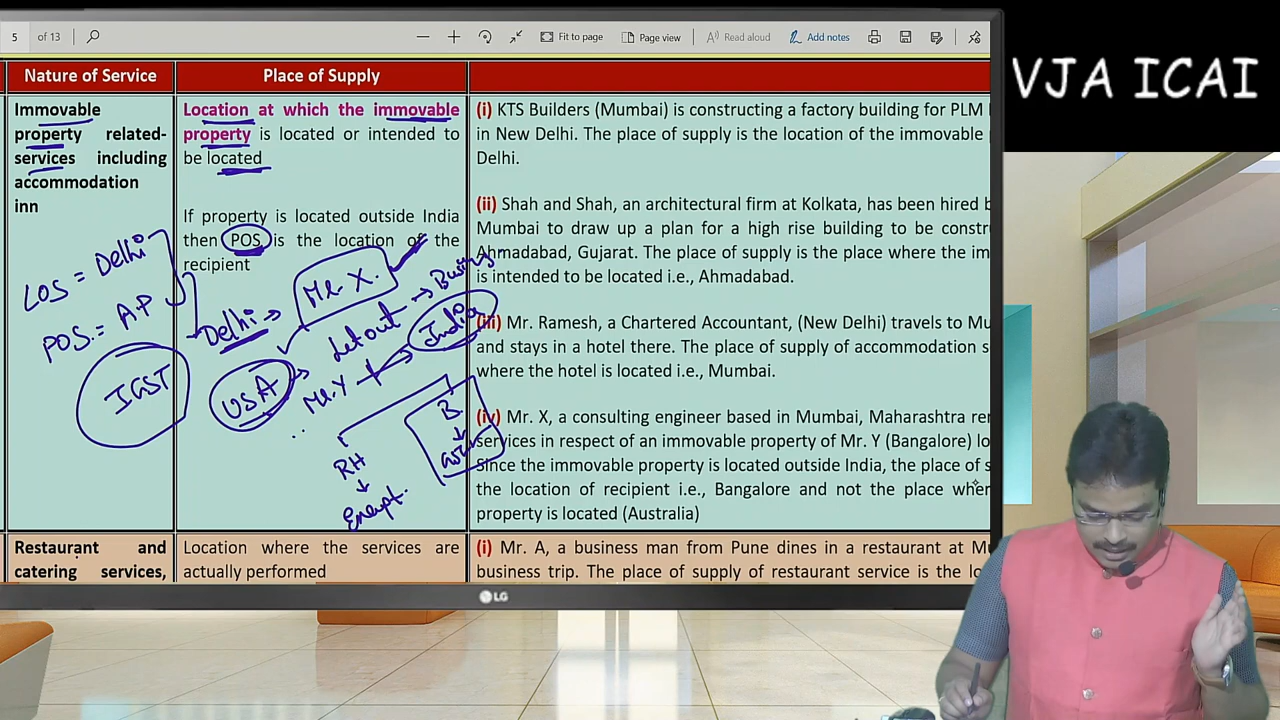 5 of 13
Fit to page
Page view
Read aloud
Add notes
VJA ICAI
Nature of Service
Place of Supply
Immovable
property related-
services including
accommodation
inn
Location at which the immovable
property is located or intended to
be located
If property is located outside India
then POS is the location of the
recipient
(i) KTS Builders (Mumbai) is constructing a factory building for PLM
in New Delhi. The place of supply is the location of the immovable
Delhi.
(ii) Shah and Shah, an architectural firm at Kolkata, has been hired
Mumbai to draw up a plan for a high rise building to be constr
Ahmadabad, Gujarat. The place of supply is the place where the im
is intended to be located i.e., Ahmadabad.
(iii) Mr. Ramesh, a Chartered Accountant, (New Delhi) travels to Mu
and stays in a hotel there. The place of supply of accommodation s
where the hotel is located i.e., Mumbai.
(iv) Mr. X, a consulting engineer based in Mumbai, Maharashtra ren
services in respect of an immovable property of Mr. Y (Bangalore) lo
Since the immovable property is located outside India, the place of s
the location of recipient i.e., Bangalore and not the place wher
property is located (Australia)
LOS = Delhi
POS = A.P
IGST
Delhi → Mr. X.
USA → Let out →
Mr. Y → India
RH
Exempt.
B
Restaurant and
catering services,
Location where the services are
actually performed
(i) Mr. A, a business man from Pune dines in a restaurant at Mu
business trip. The place of supply of restaurant service is the lo
LG